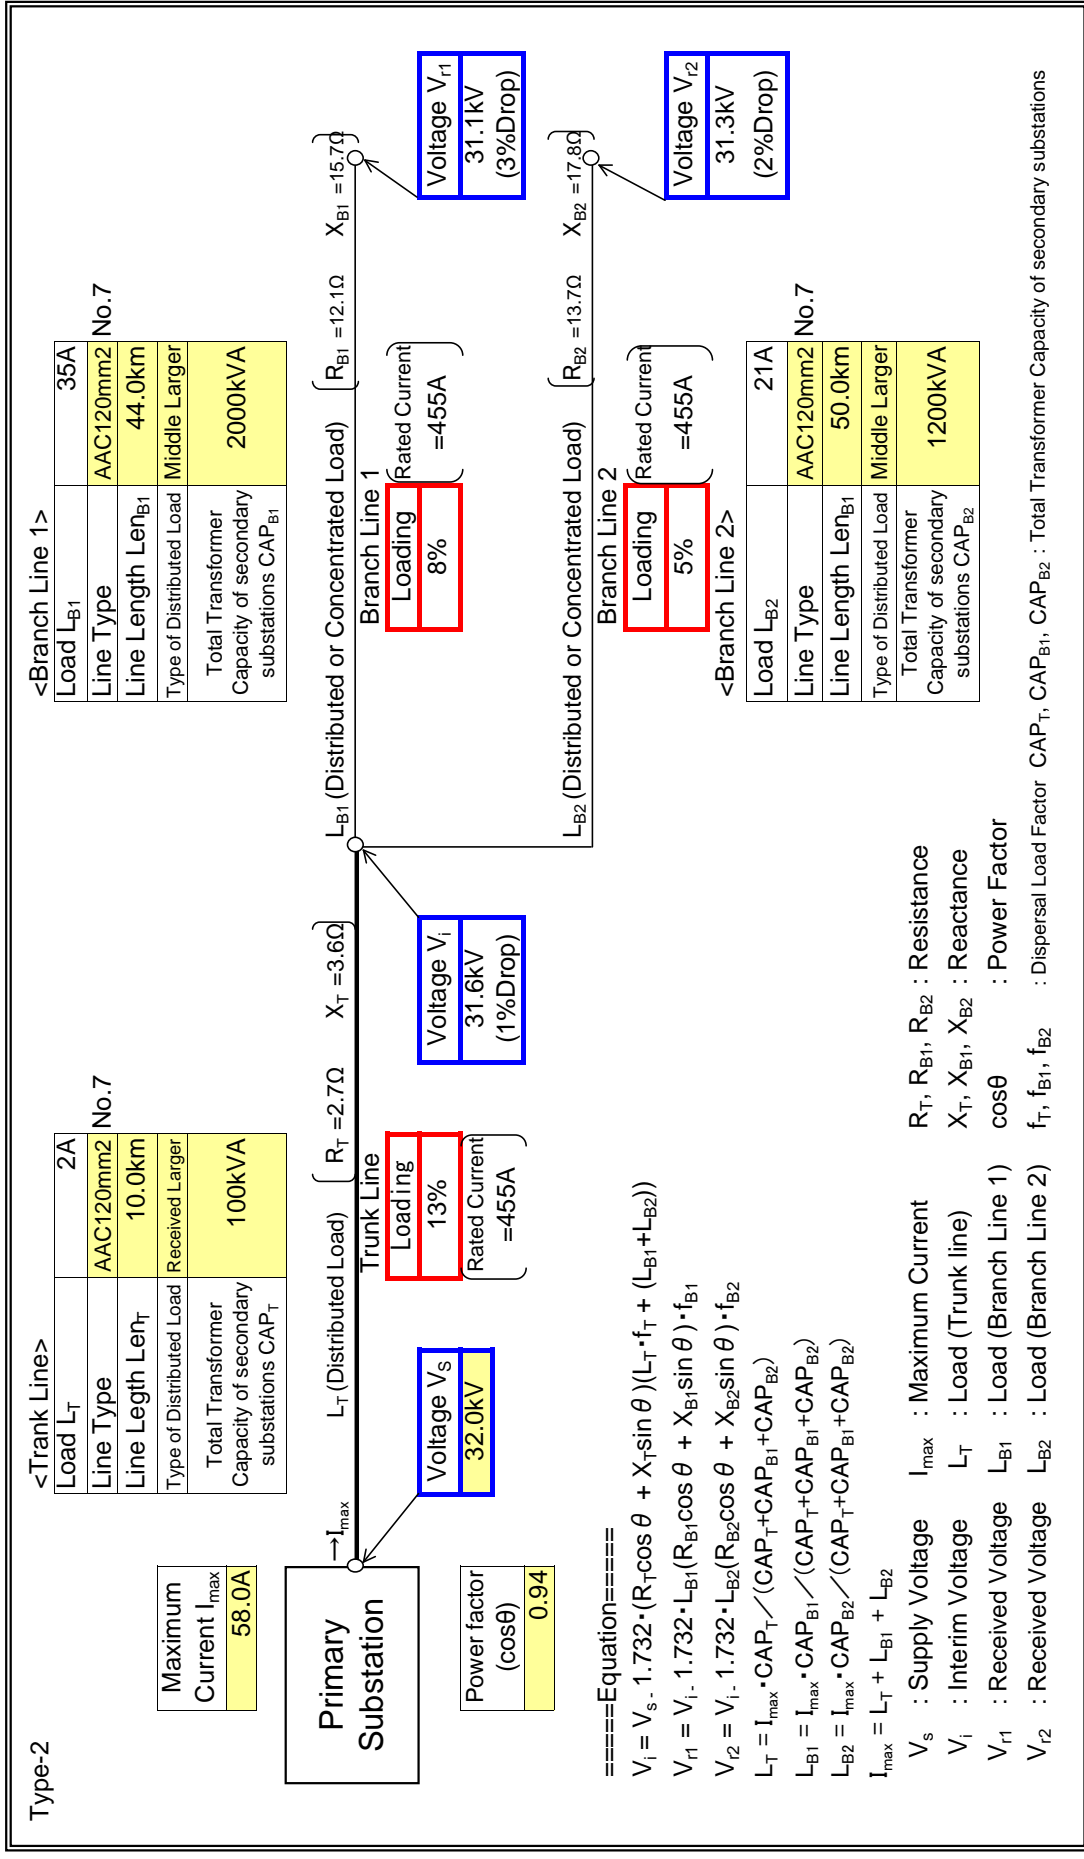 Type-2
<Trank Line>
Load LT 2A
Line Type AAC120mm2 No.7
Line Legth LenT 10.0km
Type of Distributed Load Received Larger
Total Transformer
Capacity of secondary
substations CAPT
100kVA
<Branch Line 1>
Load LB1 35A
Line Type AAC120mm2 No.7
Line Length LenB1 44.0km
Type of Distributed Load Middle Larger
Total Transformer
Capacity of secondary
substations CAPB1
2000kVA
Maximum
Current Imax
58.0A
Primary
Substation
→Imax
Power factor
(cosθ)
0.94
Voltage VS
32.0kV
LT (Distributed Load)
RT =2.7Ω XT =3.6Ω
Trunk Line
Loading
13%
Rated Current
=455A
Voltage Vi
31.6kV
(1%Drop)
LB1 (Distributed or Concentrated Load)
RB1 =12.1Ω XB1 =15.7Ω
Branch Line 1
Loading
8%
Rated Current
=455A
Voltage Vr1
31.1kV
(3%Drop)
LB2 (Distributed or Concentrated Load)
RB2 =13.7Ω XB2 =17.8Ω
Branch Line 2
Loading
5%
Rated Current
=455A
Voltage Vr2
31.3kV
(2%Drop)
<Branch Line 2>
Load LB2 21A
Line Type AAC120mm2 No.7
Line Length LenB1 50.0km
Type of Distributed Load Middle Larger
Total Transformer
Capacity of secondary
substations CAPB2
1200kVA
=====Equation=====
Vi = Vs - 1.732・(RTcosθ + XTsinθ)(LT・fT + (LB1+LB2))
Vr1 = Vi - 1.732・LB1(RB1cosθ + XB1sinθ)・fB1
Vr2 = Vi - 1.732・LB2(RB2cosθ + XB2sinθ)・fB2
LT = Imax・CAPT/(CAPT+CAPB1+CAPB2)
LB1 = Imax・CAPB1/(CAPT+CAPB1+CAPB2)
LB2 = Imax・CAPB2/(CAPT+CAPB1+CAPB2)
Imax = LT + LB1 + LB2
Vs : Supply Voltage Imax : Maximum Current RT, RB1, RB2 : Resistance
Vi : Interim Voltage LT : Load (Trunk line) XT, XB1, XB2 : Reactance
Vr1 : Received Voltage LB1 : Load (Branch Line 1) cosθ : Power Factor
Vr2 : Received Voltage LB2 : Load (Branch Line 2) fT, fB1, fB2 : Dispersal Load Factor CAPT, CAPB1, CAPB2 : Total Transformer Capacity of secondary substations